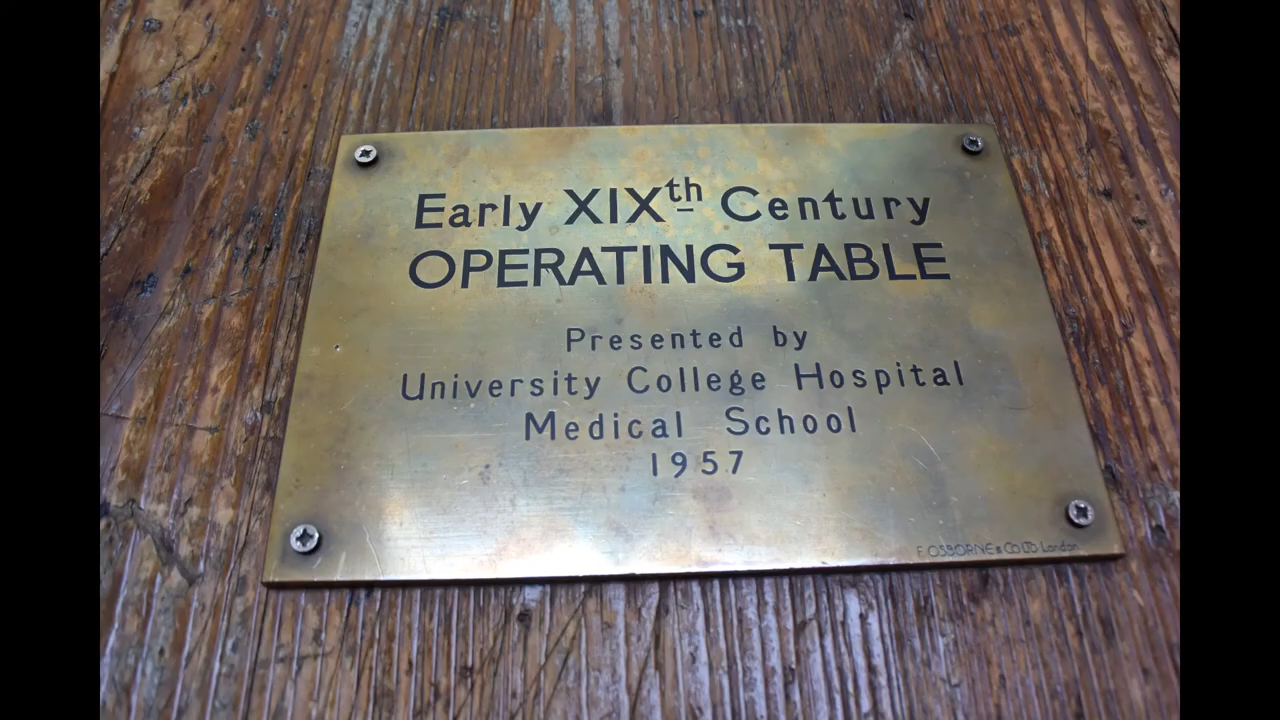 Early XIXth Century
OPERATING TABLE
Presented by
University College Hospital
Medical School
1957
F. OSBORNE & CO LTD London